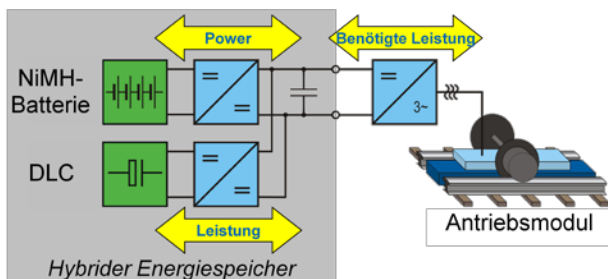 Power
Benötigte Leistung
NiMH-
Batterie
3~
DLC
Leistung
Antriebsmodul
Hybrider Energiespeicher